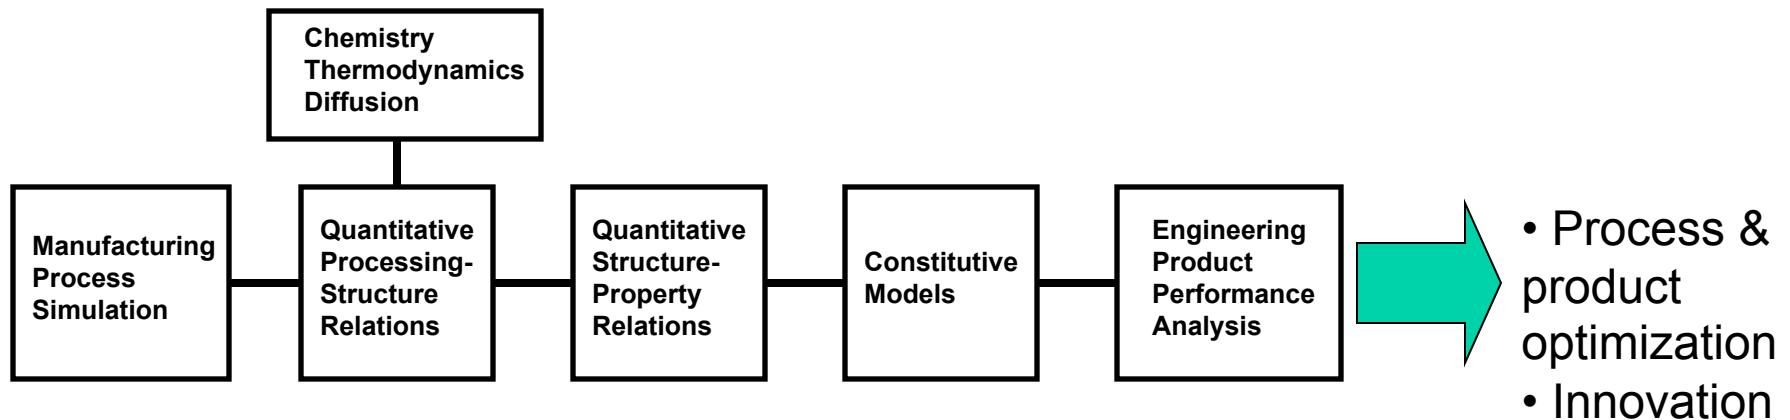 Chemistry
Thermodynamics
Diffusion
Manufacturing
Process
Simulation
Quantitative
Processing-
Structure
Relations
Quantitative
Structure-
Property
Relations
Constitutive
Models
Engineering
Product
Performance
Analysis
• Process &
product
optimization
• Innovation